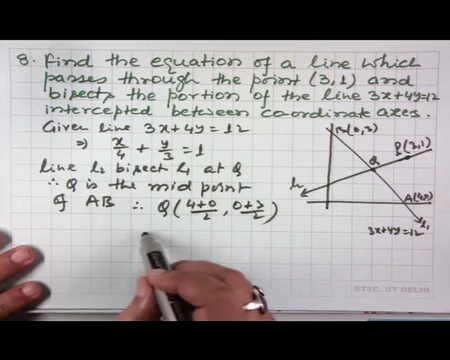 8. Find the equation of a line which
passes through the point (3,1) and
bisects the portion of the line 3x+4y=12
intercepted between coordinate axes.
Given line 3x+4y = 12
⇒ x/4 + y/3 = 1
Line l₂ bisect l₁ at Q
∴ Q is the mid point
of AB ∴ Q(4+0/2, 0+3/2)
B(0,3)
P(3,1)
Q
l₂
A(4,0)
l₁
3x+4y=12
ETSC, IIT DELHI